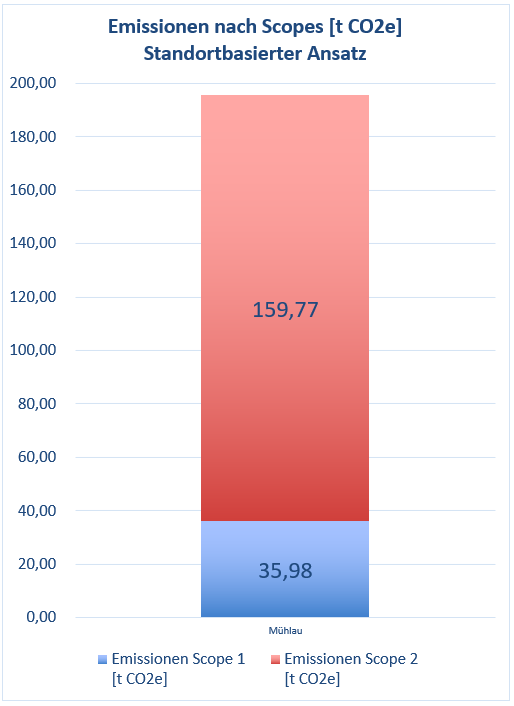 Emissionen nach Scopes [t CO2e]
Standortbasierter Ansatz
200,00
180,00
160,00
140,00
120,00
100,00
80,00
60,00
40,00
20,00
0,00
159,77
35,98
Mühlau
Emissionen Scope 1
[t CO2e]
Emissionen Scope 2
[t CO2e]